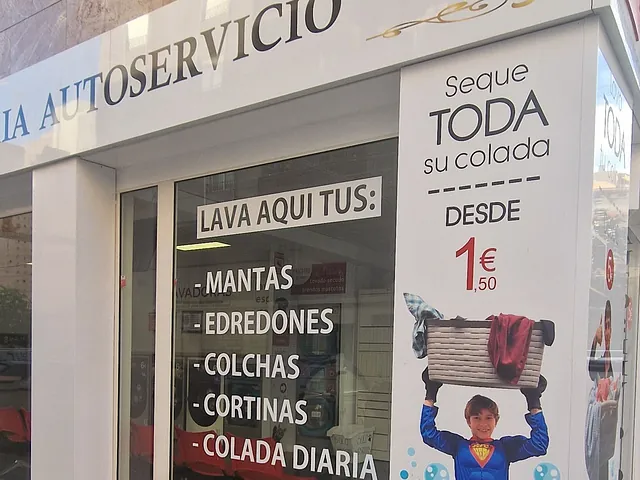 IA AUTOSERVICIO
LAVA AQUI TUS:
- MANTAS
- EDREDONES
- COLCHAS
- CORTINAS
- COLADA DIARIA
Seque
TODA
su colada
DESDE
1€
,50